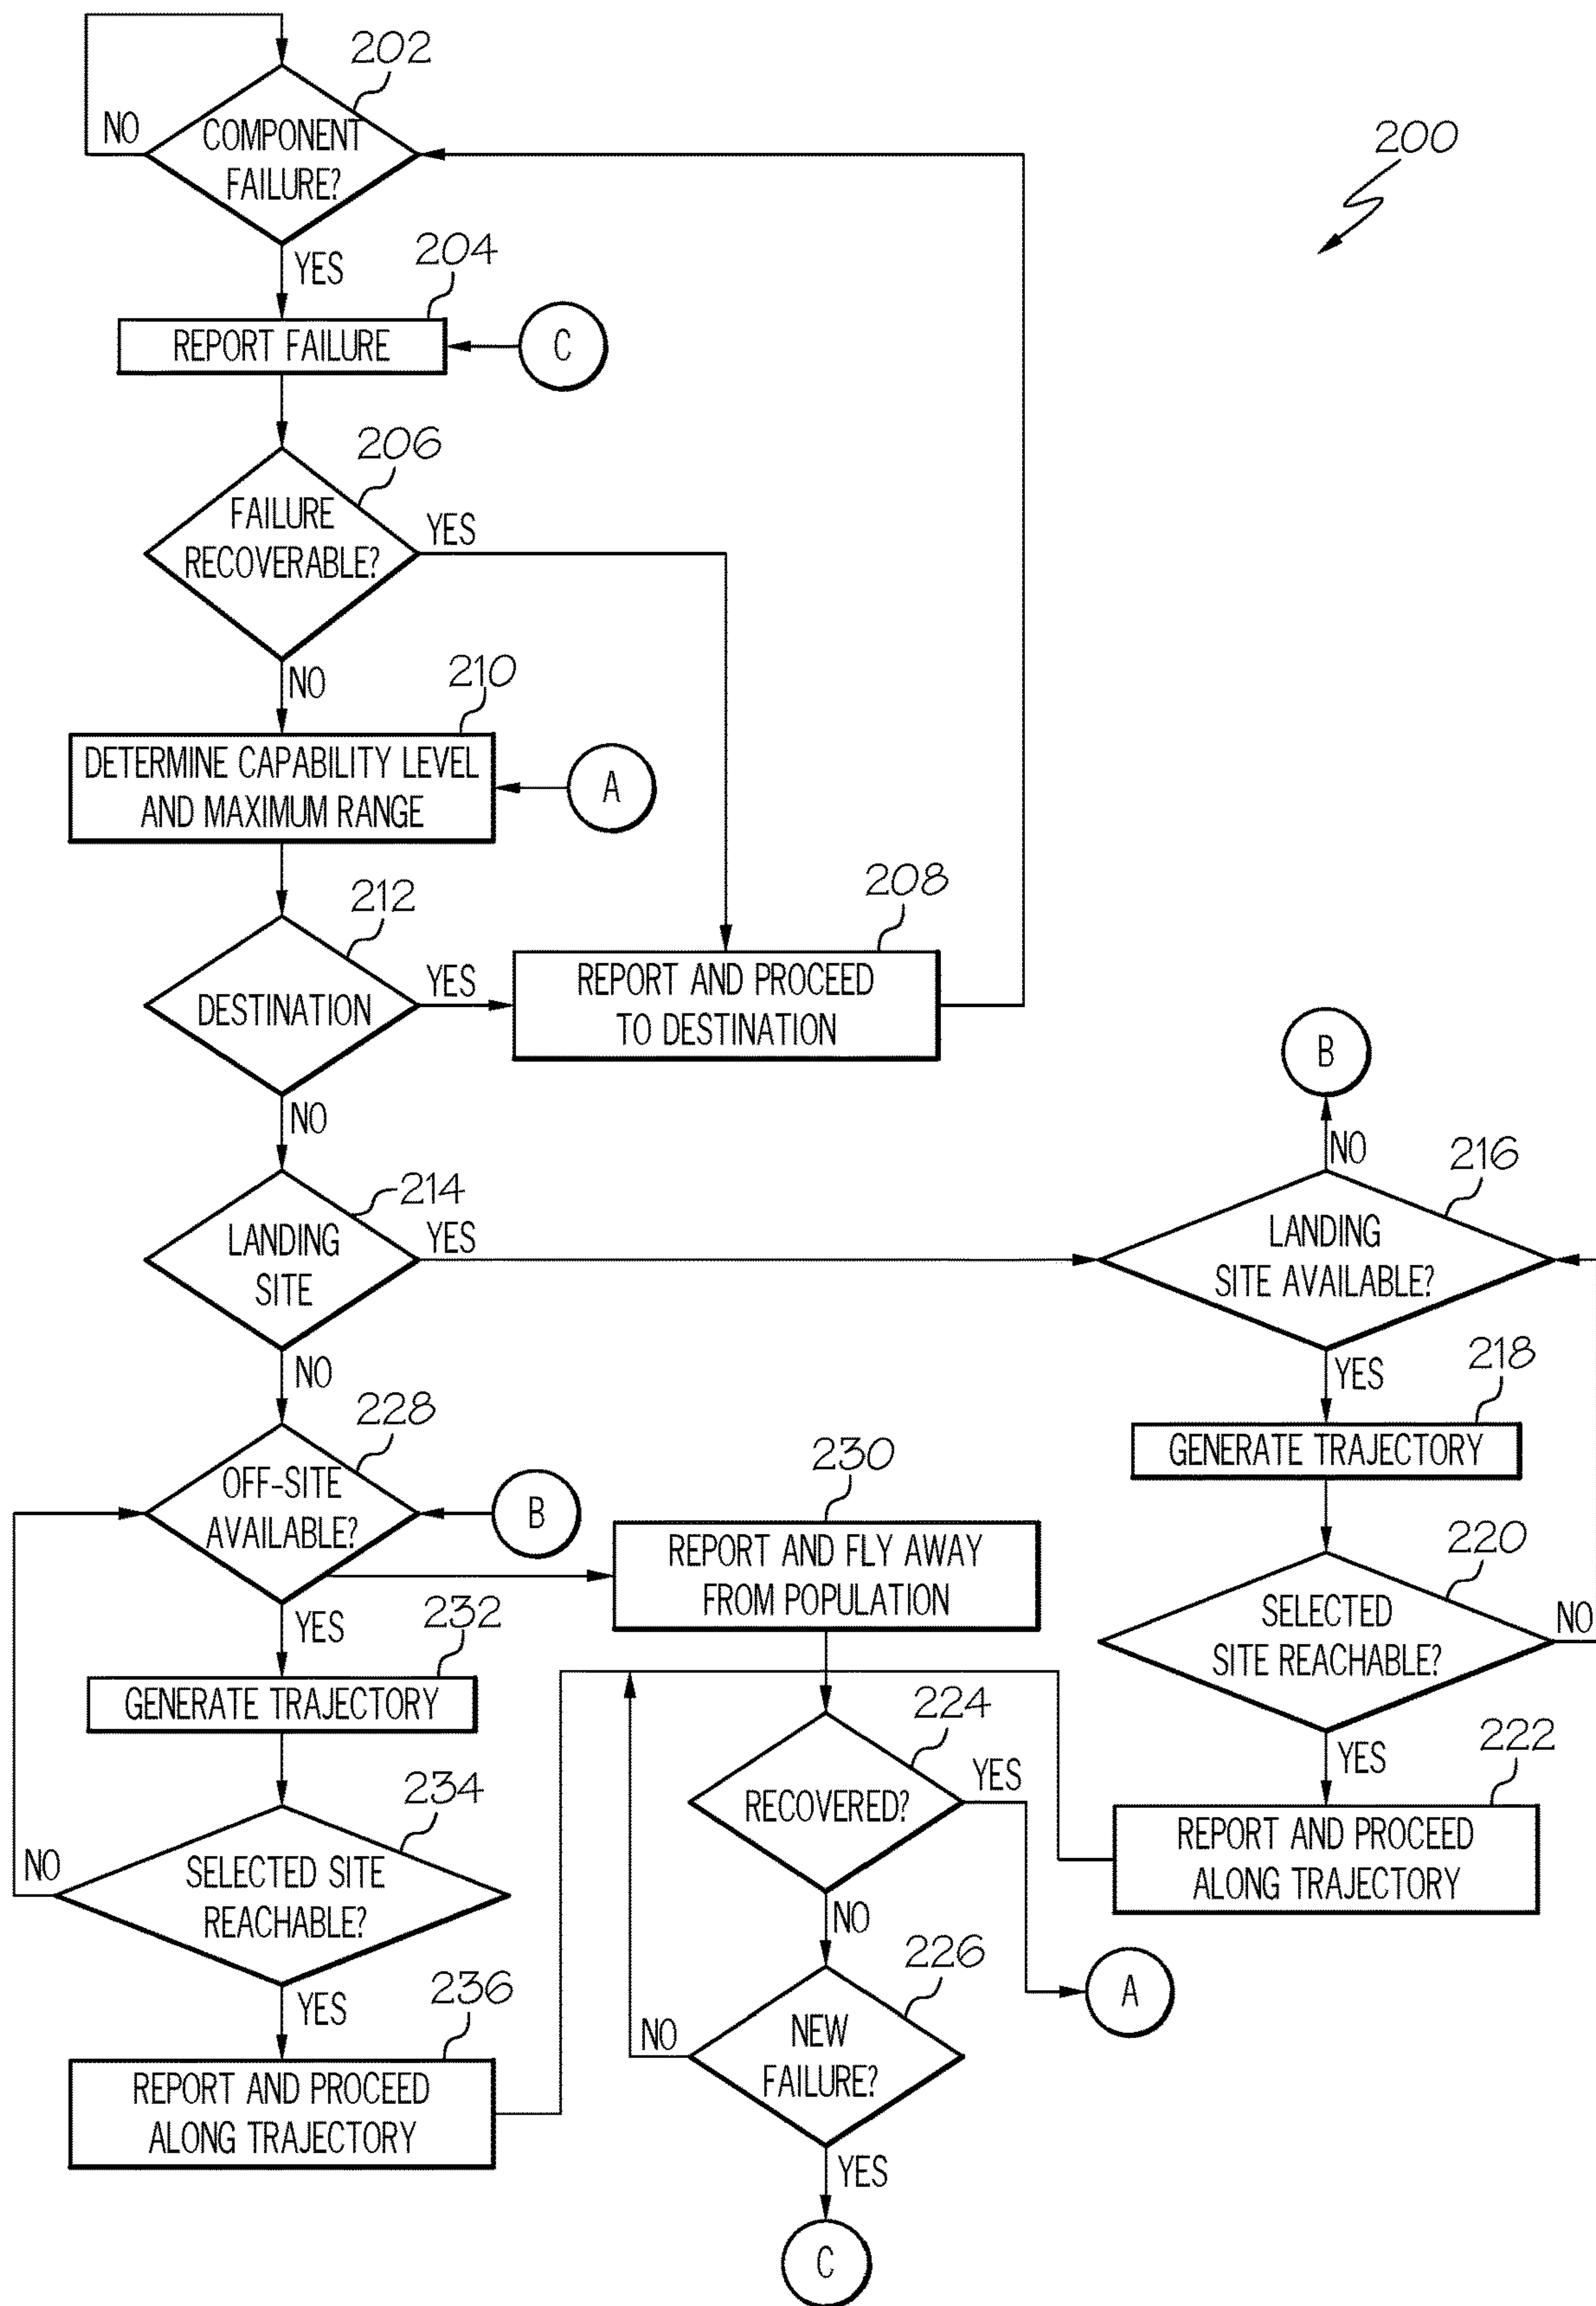 202
NO
COMPONENT
FAILURE?
200
YES
204
REPORT FAILURE
C
206
FAILURE
RECOVERABLE?
YES
NO
210
DETERMINE CAPABILITY LEVEL
AND MAXIMUM RANGE
A
212
DESTINATION
YES
208
REPORT AND PROCEED
TO DESTINATION
NO
B
NO
214
LANDING
SITE
YES
216
LANDING
SITE AVAILABLE?
NO
YES
218
GENERATE TRAJECTORY
228
OFF-SITE
AVAILABLE?
B
230
REPORT AND FLY AWAY
FROM POPULATION
220
SELECTED
SITE REACHABLE?
NO
YES
232
GENERATE TRAJECTORY
224
RECOVERED?
YES
YES
222
REPORT AND PROCEED
ALONG TRAJECTORY
234
NO
SELECTED SITE
REACHABLE?
NO
226
A
YES
236
NO
NEW
FAILURE?
REPORT AND PROCEED
ALONG TRAJECTORY
YES
C